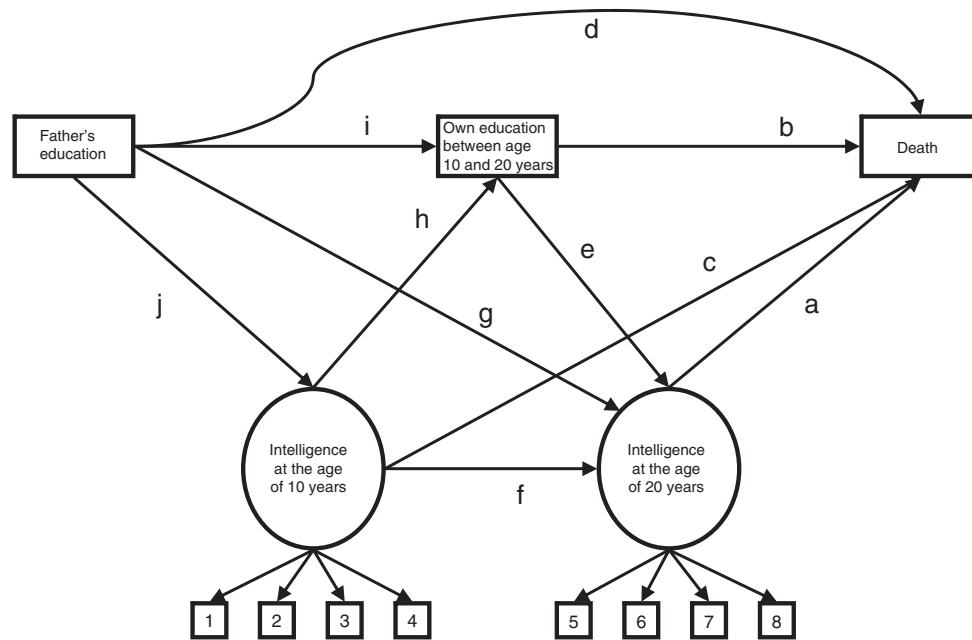 d
i
b
Father's
education
Own education
between age
10 and 20 years
Death
h
e
c
j
g
a
Intelligence
at the age
of 10 years
Intelligence
at the age
of 20 years
f
1
2
3
4
5
6
7
8